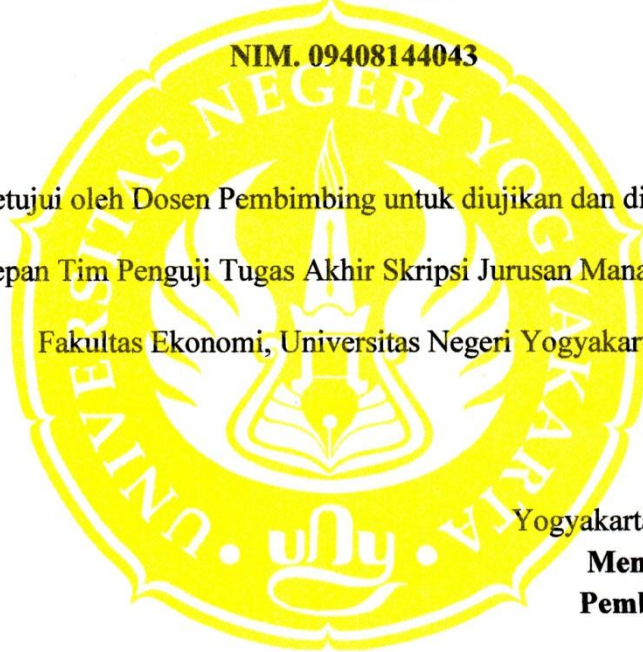 NIM. 09408144043
UNIVERSITAS NEGERI YOGYAKARTA
etujui oleh Dosen Pembimbing untuk diujikan dan di
epan Tim Penguji Tugas Akhir Skripsi Jurusan Mana
Fakultas Ekonomi, Universitas Negeri Yogyakar
uny
Yogyakart
Men
Pemb